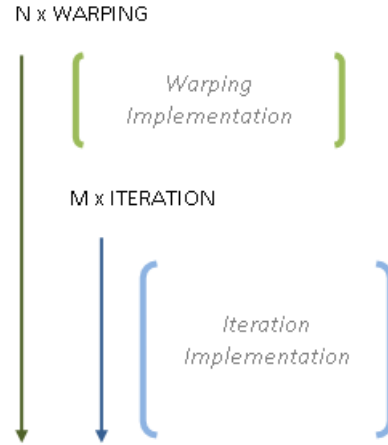 N x WARPING
Warping
Implementation
M x ITERATION
Iteration
Implementation